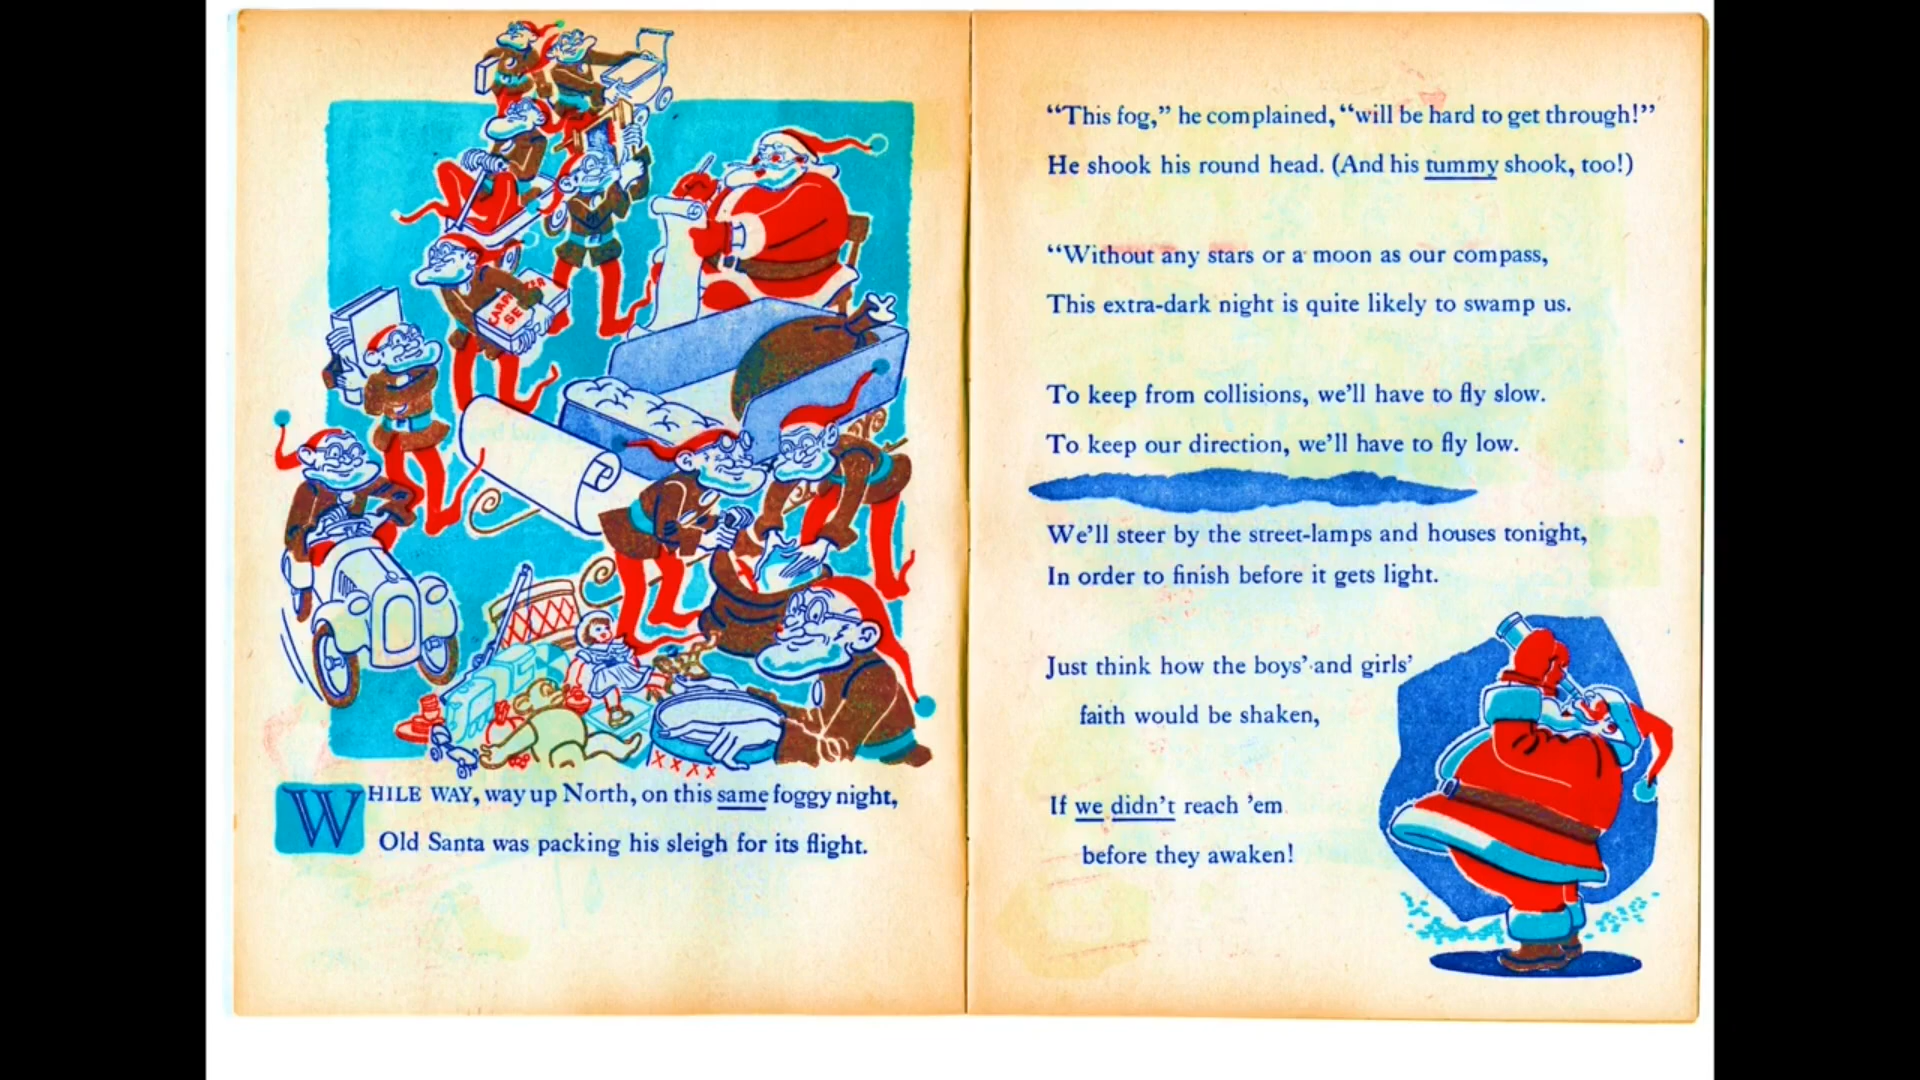 CARPENTER SET
X X X X
WHILE WAY, way up North, on this same foggy night,
Old Santa was packing his sleigh for its flight.
“This fog,” he complained, “will be hard to get through!”
He shook his round head. (And his tummy shook, too!)
“Without any stars or a moon as our compass,
This extra-dark night is quite likely to swamp us.
To keep from collisions, we’ll have to fly slow.
To keep our direction, we’ll have to fly low.
We’ll steer by the street-lamps and houses tonight,
In order to finish before it gets light.
Just think how the boys’ and girls’
faith would be shaken,
If we didn’t reach ’em
before they awaken!